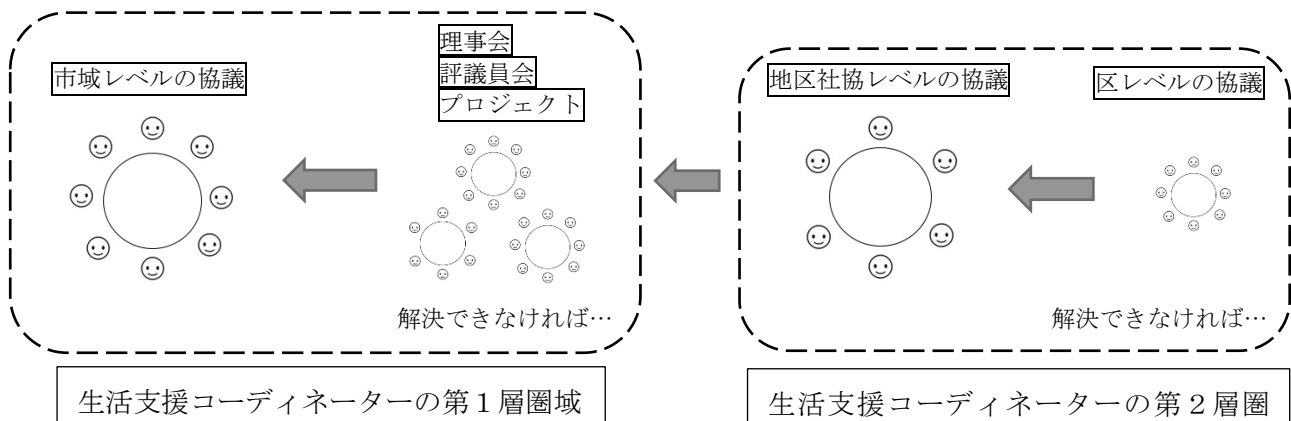 市域レベルの協議
理事会
評議員会
プロジェクト
解決できなければ…
生活支援コーディネーターの第１層圏域
地区社協レベルの協議
区レベルの協議
解決できなければ…
生活支援コーディネーターの第２層圏